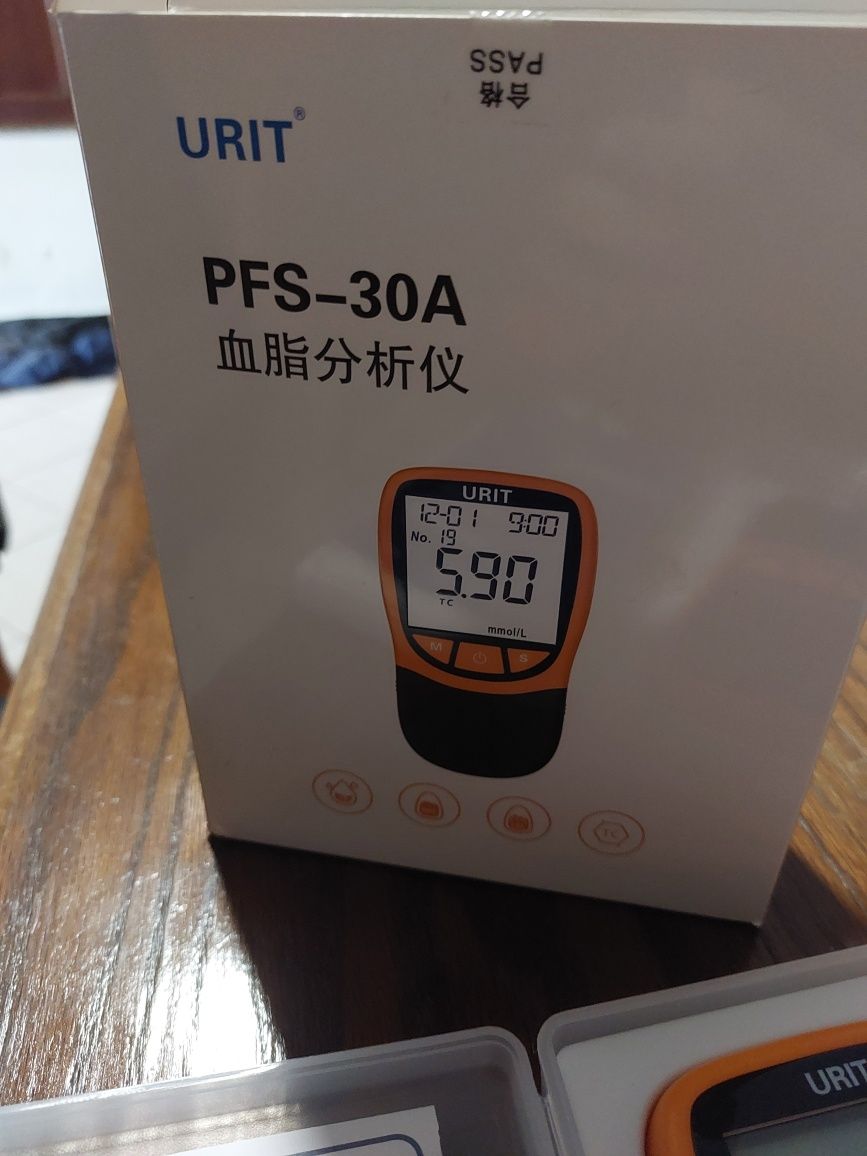 合格
PASS
URIT®
PFS-30A
血脂分析仪
URIT
12-01 9:00
No. 19
5.90
TC
mmol/L
M S
TC
URIT